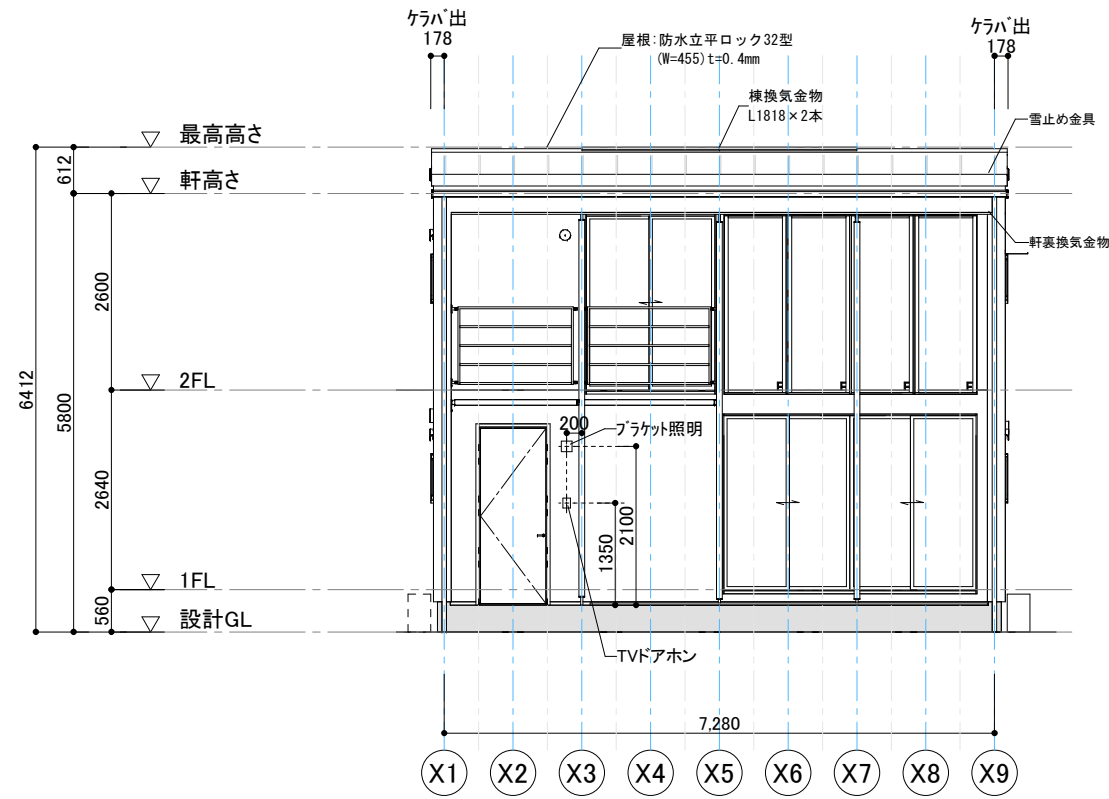 ケラバ出
178
ケラバ出
178
屋根:防水立平ロック32型
(W=455)t=0.4mm
棟換気金物
L1818×2本
雪止め金具
最高高さ
612
軒高さ
軒裏換気金物
2600
6412
5800
2FL
200
ブラケット照明
2640
2100
1350
1FL
560
設計GL
TVドアホン
7,280
X1 X2 X3 X4 X5 X6 X7 X8 X9